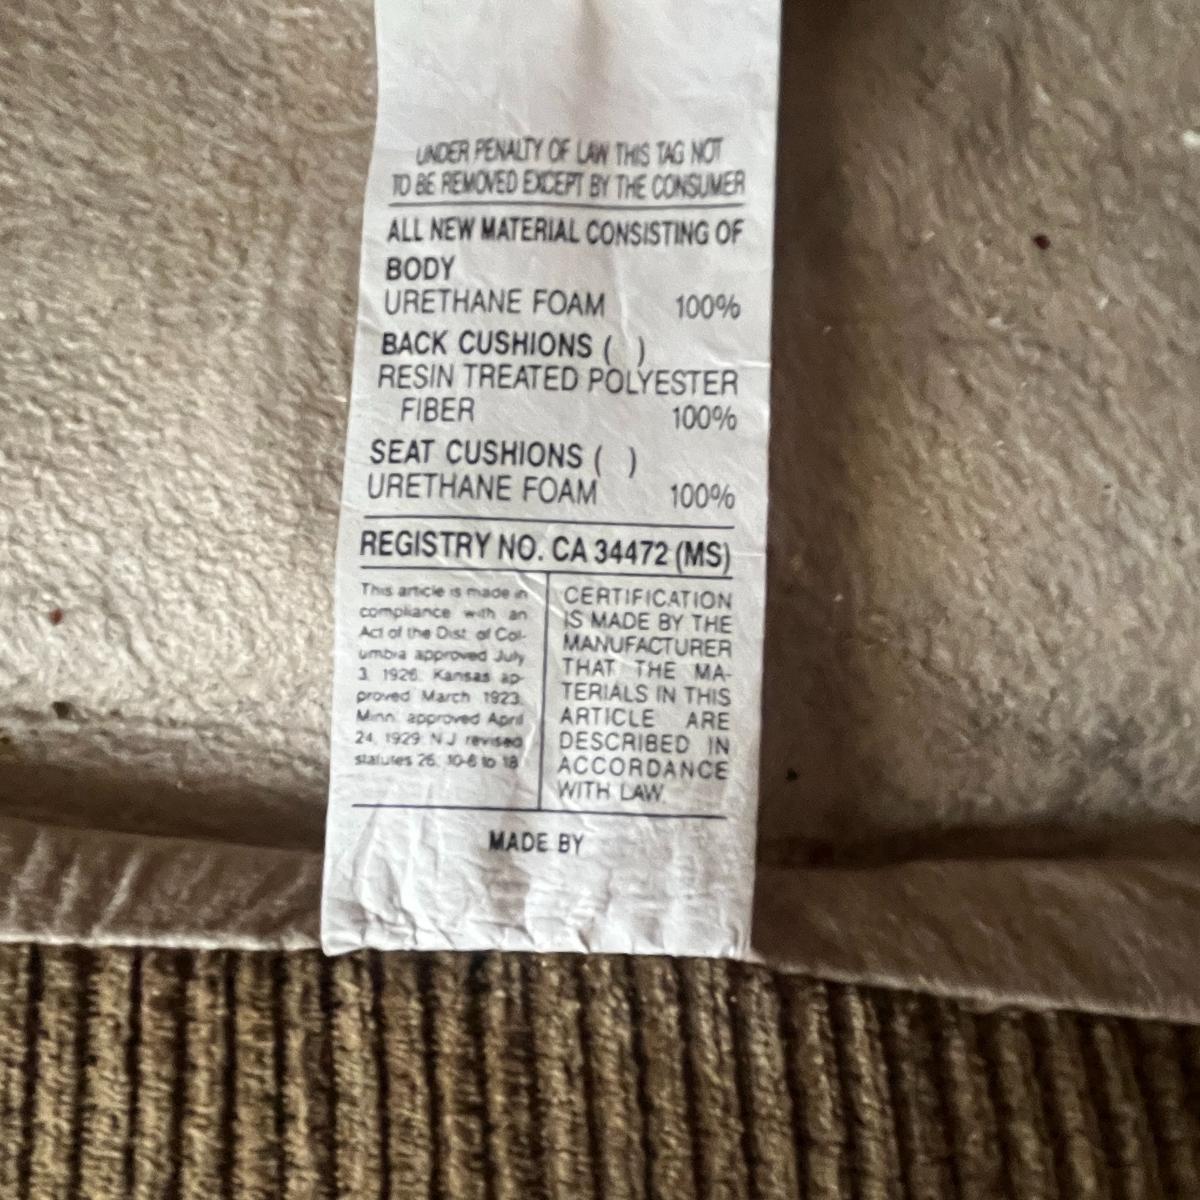 UNDER PENALTY OF LAW THIS TAG NOT
TO BE REMOVED EXCEPT BY THE CONSUMER
ALL NEW MATERIAL CONSISTING OF
BODY
URETHANE FOAM 100%
BACK CUSHIONS ( )
RESIN TREATED POLYESTER
FIBER 100%
SEAT CUSHIONS ( )
URETHANE FOAM 100%
REGISTRY NO. CA 34472 (MS)
This article is made in
compliance with an
Act of the Dist. of Col-
umbia approved July
3, 1926; Kansas ap-
proved March 1923;
Minn. approved April
24, 1929; N.J. revised
statutes 26: 10-6 to 18
CERTIFICATION
IS MADE BY THE
MANUFACTURER
THAT THE MA-
TERIALS IN THIS
ARTICLE ARE
DESCRIBED IN
ACCORDANCE
WITH LAW.
MADE BY